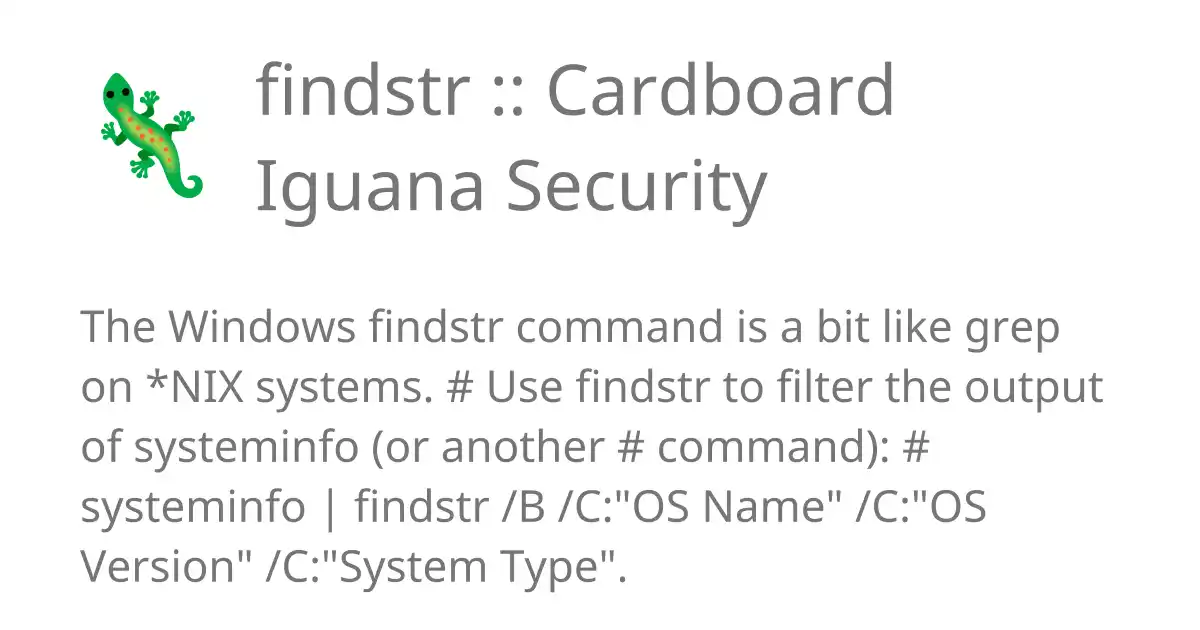 findstr :: Cardboard
Iguana Security
The Windows findstr command is a bit like grep
on *NIX systems. # Use findstr to filter the output
of systeminfo (or another # command): #
systeminfo | findstr /B /C:"OS Name" /C:"OS
Version" /C:"System Type".